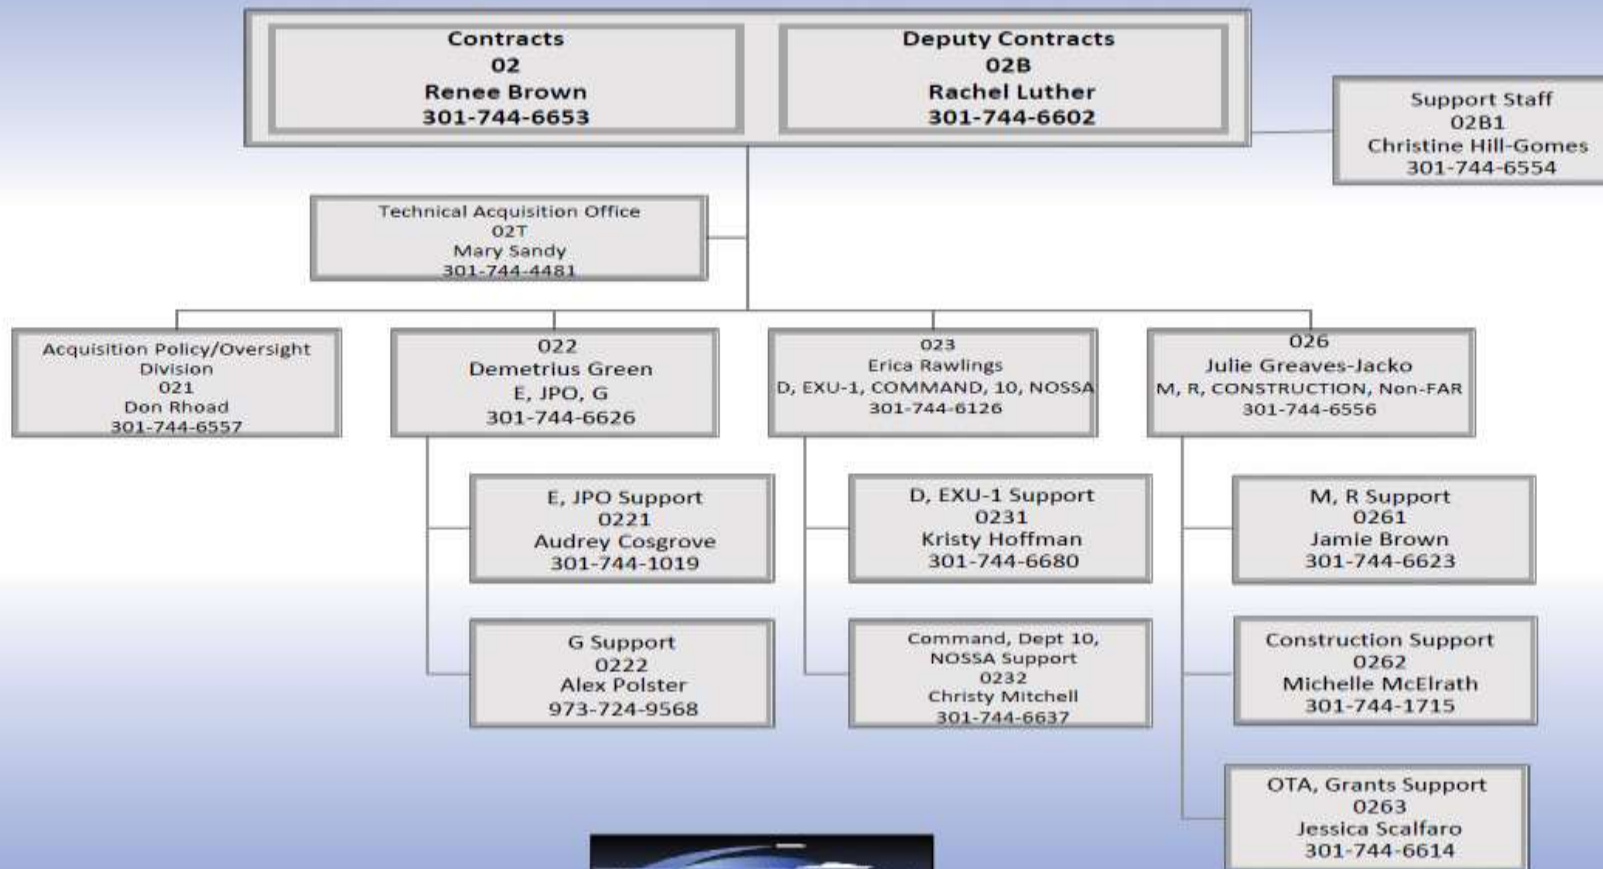 Contracts
02
Renee Brown
301-744-6653
Deputy Contracts
02B
Rachel Luther
301-744-6602
Support Staff
02B1
Christine Hill-Gomes
301-744-6554
Technical Acquisition Office
02T
Mary Sandy
301-744-4481
Acquisition Policy/Oversight
Division
021
Don Rhoad
301-744-6557
022
Demetrius Green
E, JPO, G
301-744-6626
023
Erica Rawlings
D, EXU-1, COMMAND, 10, NOSSA
301-744-6126
026
Julie Greaves-Jacko
M, R, CONSTRUCTION, Non-FAR
301-744-6556
E, JPO Support
0221
Audrey Cosgrove
301-744-1019
D, EXU-1 Support
0231
Kristy Hoffman
301-744-6680
M, R Support
0261
Jamie Brown
301-744-6623
G Support
0222
Alex Polster
973-724-9568
Command, Dept 10,
NOSSA Support
0232
Christy Mitchell
301-744-6637
Construction Support
0262
Michelle McElrath
301-744-1715
OTA, Grants Support
0263
Jessica Scalfaro
301-744-6614